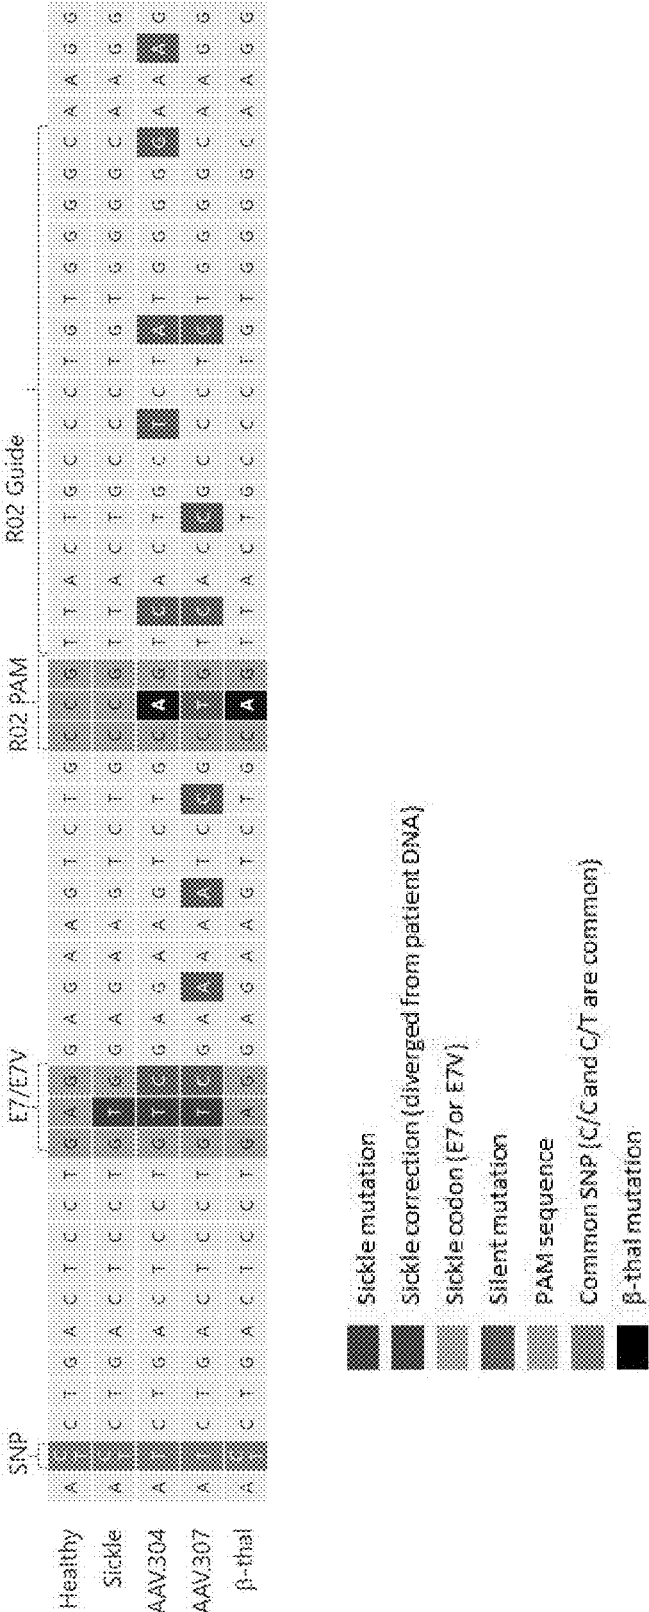 SNP E7/E7V R02 PAM R02 Guide
Healthy A C C T G A C T C C T G A G G A G A A G T C T G C C G T T A C T G C C C T G T G G G G C A A G G
Sickle A C C T G A C T C C T G T G G A G A A G T C T G C C G T T A C T G C C C T G T G G G G C A A G G
AAV.304 A C C T G A C T C C T G T G G A G A A G T C T G C A G T C A C T G C T C T A T G G G G G A A A G
AAV.307 A C C T G A C T C C T G T G G A A A A A T C G G C T G T C A C G G C C C T C T G G G G C A A G G
β-thal A C C T G A C T C C T G A G G A G A A G T C T G C A G T T A C T G C C C T G T G G G G C A A G G
Sickle mutation
Sickle correction (diverged from patient DNA)
Sickle codon (E7 or E7V)
Silent mutation
PAM sequence
Common SNP (C/C and C/T are common)
β-thal mutation